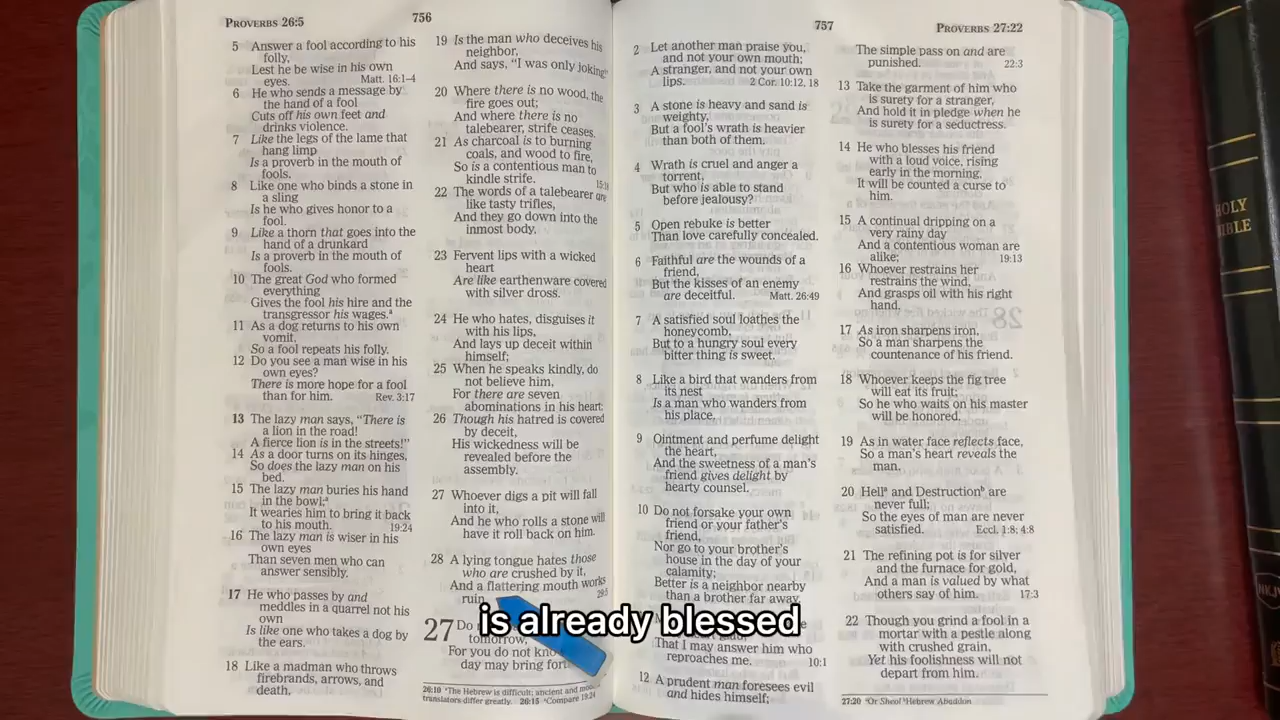 PROVERBS 26:5
756
5 Answer a fool according to his
folly,
Lest he be wise in his own
eyes. Matt. 16:1–4
6 He who sends a message by
the hand of a fool
Cuts off his own feet and
drinks violence.
7 Like the legs of the lame that
hang limp
Is a proverb in the mouth of
fools.
8 Like one who binds a stone in
a sling
Is he who gives honor to a
fool.
9 Like a thorn that goes into the
hand of a drunkard
Is a proverb in the mouth of
fools.
10 The great God who formed
everything
Gives the fool his hire and the
transgressor his wages.ª
11 As a dog returns to his own
vomit,
So a fool repeats his folly.
12 Do you see a man wise in his
own eyes?
There is more hope for a fool
than for him. Rev. 3:17
13 The lazy man says, “There is
a lion in the road!
A fierce lion is in the streets!”
14 As a door turns on its hinges,
So does the lazy man on his
bed.
15 The lazy man buries his hand
in the bowl;ª
It wearies him to bring it back
to his mouth. 19:24
16 The lazy man is wiser in his
own eyes
Than seven men who can
answer sensibly.
17 He who passes by and
meddles in a quarrel not his
own
Is like one who takes a dog by
the ears.
18 Like a madman who throws
firebrands, arrows, and
death,
19 Is the man who deceives his
neighbor,
And says, “I was only joking!”
20 Where there is no wood, the
fire goes out;
And where there is no
talebearer, strife ceases.
21 As charcoal is to burning
coals, and wood to fire,
So is a contentious man to
kindle strife. 15:18
22 The words of a talebearer are
like tasty trifles,
And they go down into the
inmost body.
23 Fervent lips with a wicked
heart
Are like earthenware covered
with silver dross.
24 He who hates, disguises it
with his lips,
And lays up deceit within
himself;
25 When he speaks kindly, do
not believe him,
For there are seven
abominations in his heart;
26 Though his hatred is covered
by deceit,
His wickedness will be
revealed before the
assembly.
27 Whoever digs a pit will fall
into it,
And he who rolls a stone will
have it roll back on him.
28 A lying tongue hates those
who are crushed by it,
And a flattering mouth works
ruin. 29:5
27 Do
tomorrow,
For you do not know
day may bring forth.
26:10 ªThe Hebrew is difficult; ancient and
translators differ greatly. 26:15 ªCompare 19:24
757
PROVERBS 27:22
2 Let another man praise you,
and not your own mouth;
A stranger, and not your own
lips. 2 Cor. 10:12, 18
3 A stone is heavy and sand is
weighty,
But a fool’s wrath is heavier
than both of them.
4 Wrath is cruel and anger a
torrent,
But who is able to stand
before jealousy?
5 Open rebuke is better
Than love carefully concealed.
6 Faithful are the wounds of a
friend,
But the kisses of an enemy
are deceitful. Matt. 26:49
7 A satisfied soul loathes the
honeycomb,
But to a hungry soul every
bitter thing is sweet.
8 Like a bird that wanders from
its nest
Is a man who wanders from
his place.
9 Ointment and perfume delight
the heart,
And the sweetness of a man’s
friend gives delight by
hearty counsel.
10 Do not forsake your own
friend or your father’s
friend,
Nor go to your brother’s
house in the day of your
calamity;
Better is a neighbor nearby
than a brother far away.
That I may answer him who
reproaches me. 10:1
12 A prudent man foresees evil
and hides himself;
The simple pass on and are
punished. 22:3
13 Take the garment of him who
is surety for a stranger,
And hold it in pledge when he
is surety for a seductress.
14 He who blesses his friend
with a loud voice, rising
early in the morning,
It will be counted a curse to
him.
15 A continual dripping on a
very rainy day
And a contentious woman are
alike; 19:13
16 Whoever restrains her
restrains the wind,
And grasps oil with his right
hand.
17 As iron sharpens iron,
So a man sharpens the
countenance of his friend.
18 Whoever keeps the fig tree
will eat its fruit;
So he who waits on his master
will be honored.
19 As in water face reflects face,
So a man’s heart reveals the
man.
20 Hellª and Destructionᵇ are
never full;
So the eyes of man are never
satisfied. Eccl. 1:8; 4:8
21 The refining pot is for silver
and the furnace for gold,
And a man is valued by what
others say of him. 17:3
22 Though you grind a fool in a
mortar with a pestle along
with crushed grain,
Yet his foolishness will not
depart from him.
27:20 ªOr Sheol ᵇHebrew Abaddon
is already blessed
HOLY
BIBLE
NKJV